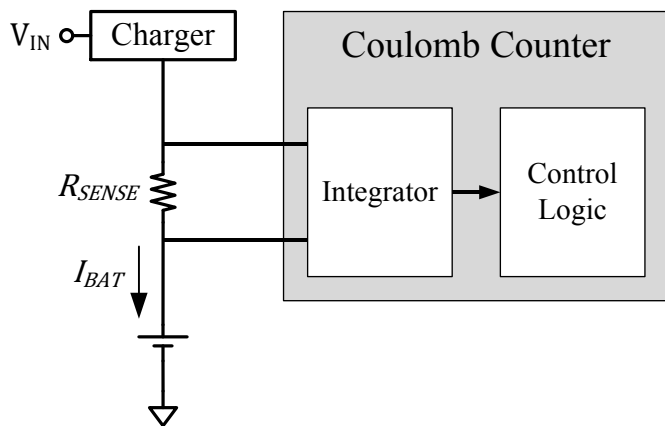 V_IN
Charger
Coulomb Counter
R_SENSE
Integrator
Control
Logic
I_BAT